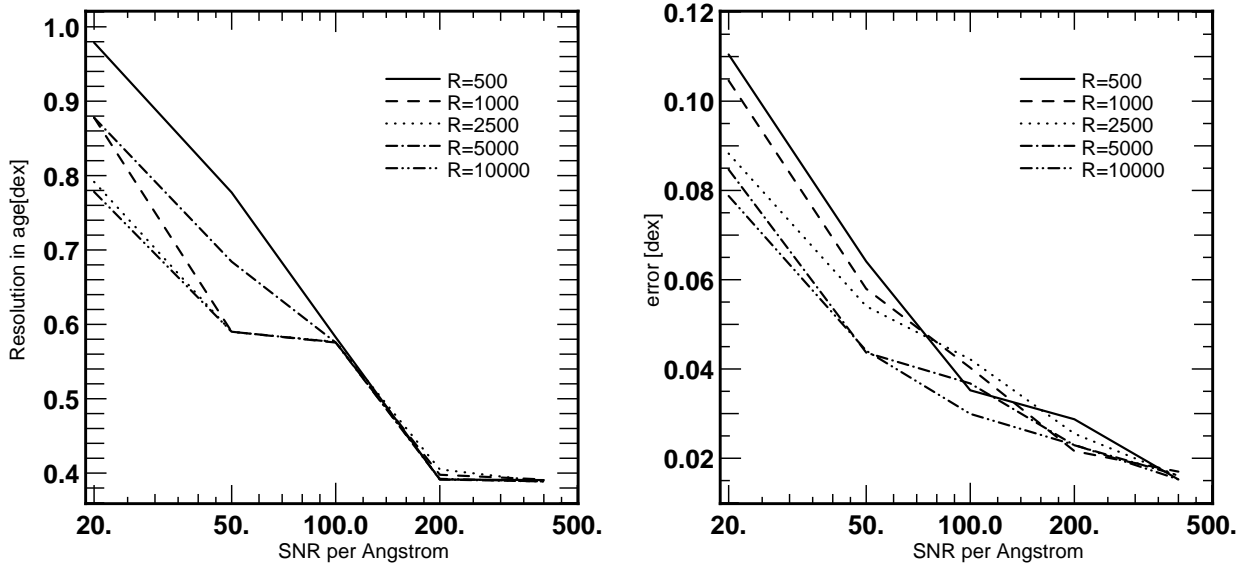 Resolution in age[dex]
1.0
0.9
0.8
0.7
0.6
0.5
0.4
R=500
R=1000
R=2500
R=5000
R=10000
20. 50. 100.0 200. 500.
SNR per Angstrom
error [dex]
0.12
0.10
0.08
0.06
0.04
0.02
R=500
R=1000
R=2500
R=5000
R=10000
20. 50. 100.0 200. 500.
SNR per Angstrom